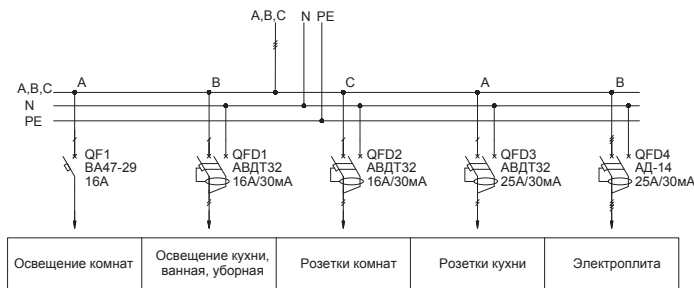 A,B,C N PE
A,B,C A B C A B
N
PE
QF1 QFD1 QFD2 QFD3 QFD4
ВА47-29 АВДТ32 АВДТ32 АВДТ32 АД-14
16А 16А/30мА 16А/30мА 25А/30мА 25А/30мА
Освещение комнат
Освещение кухни,
ванная, уборная
Розетки комнат
Розетки кухни
Электроплита